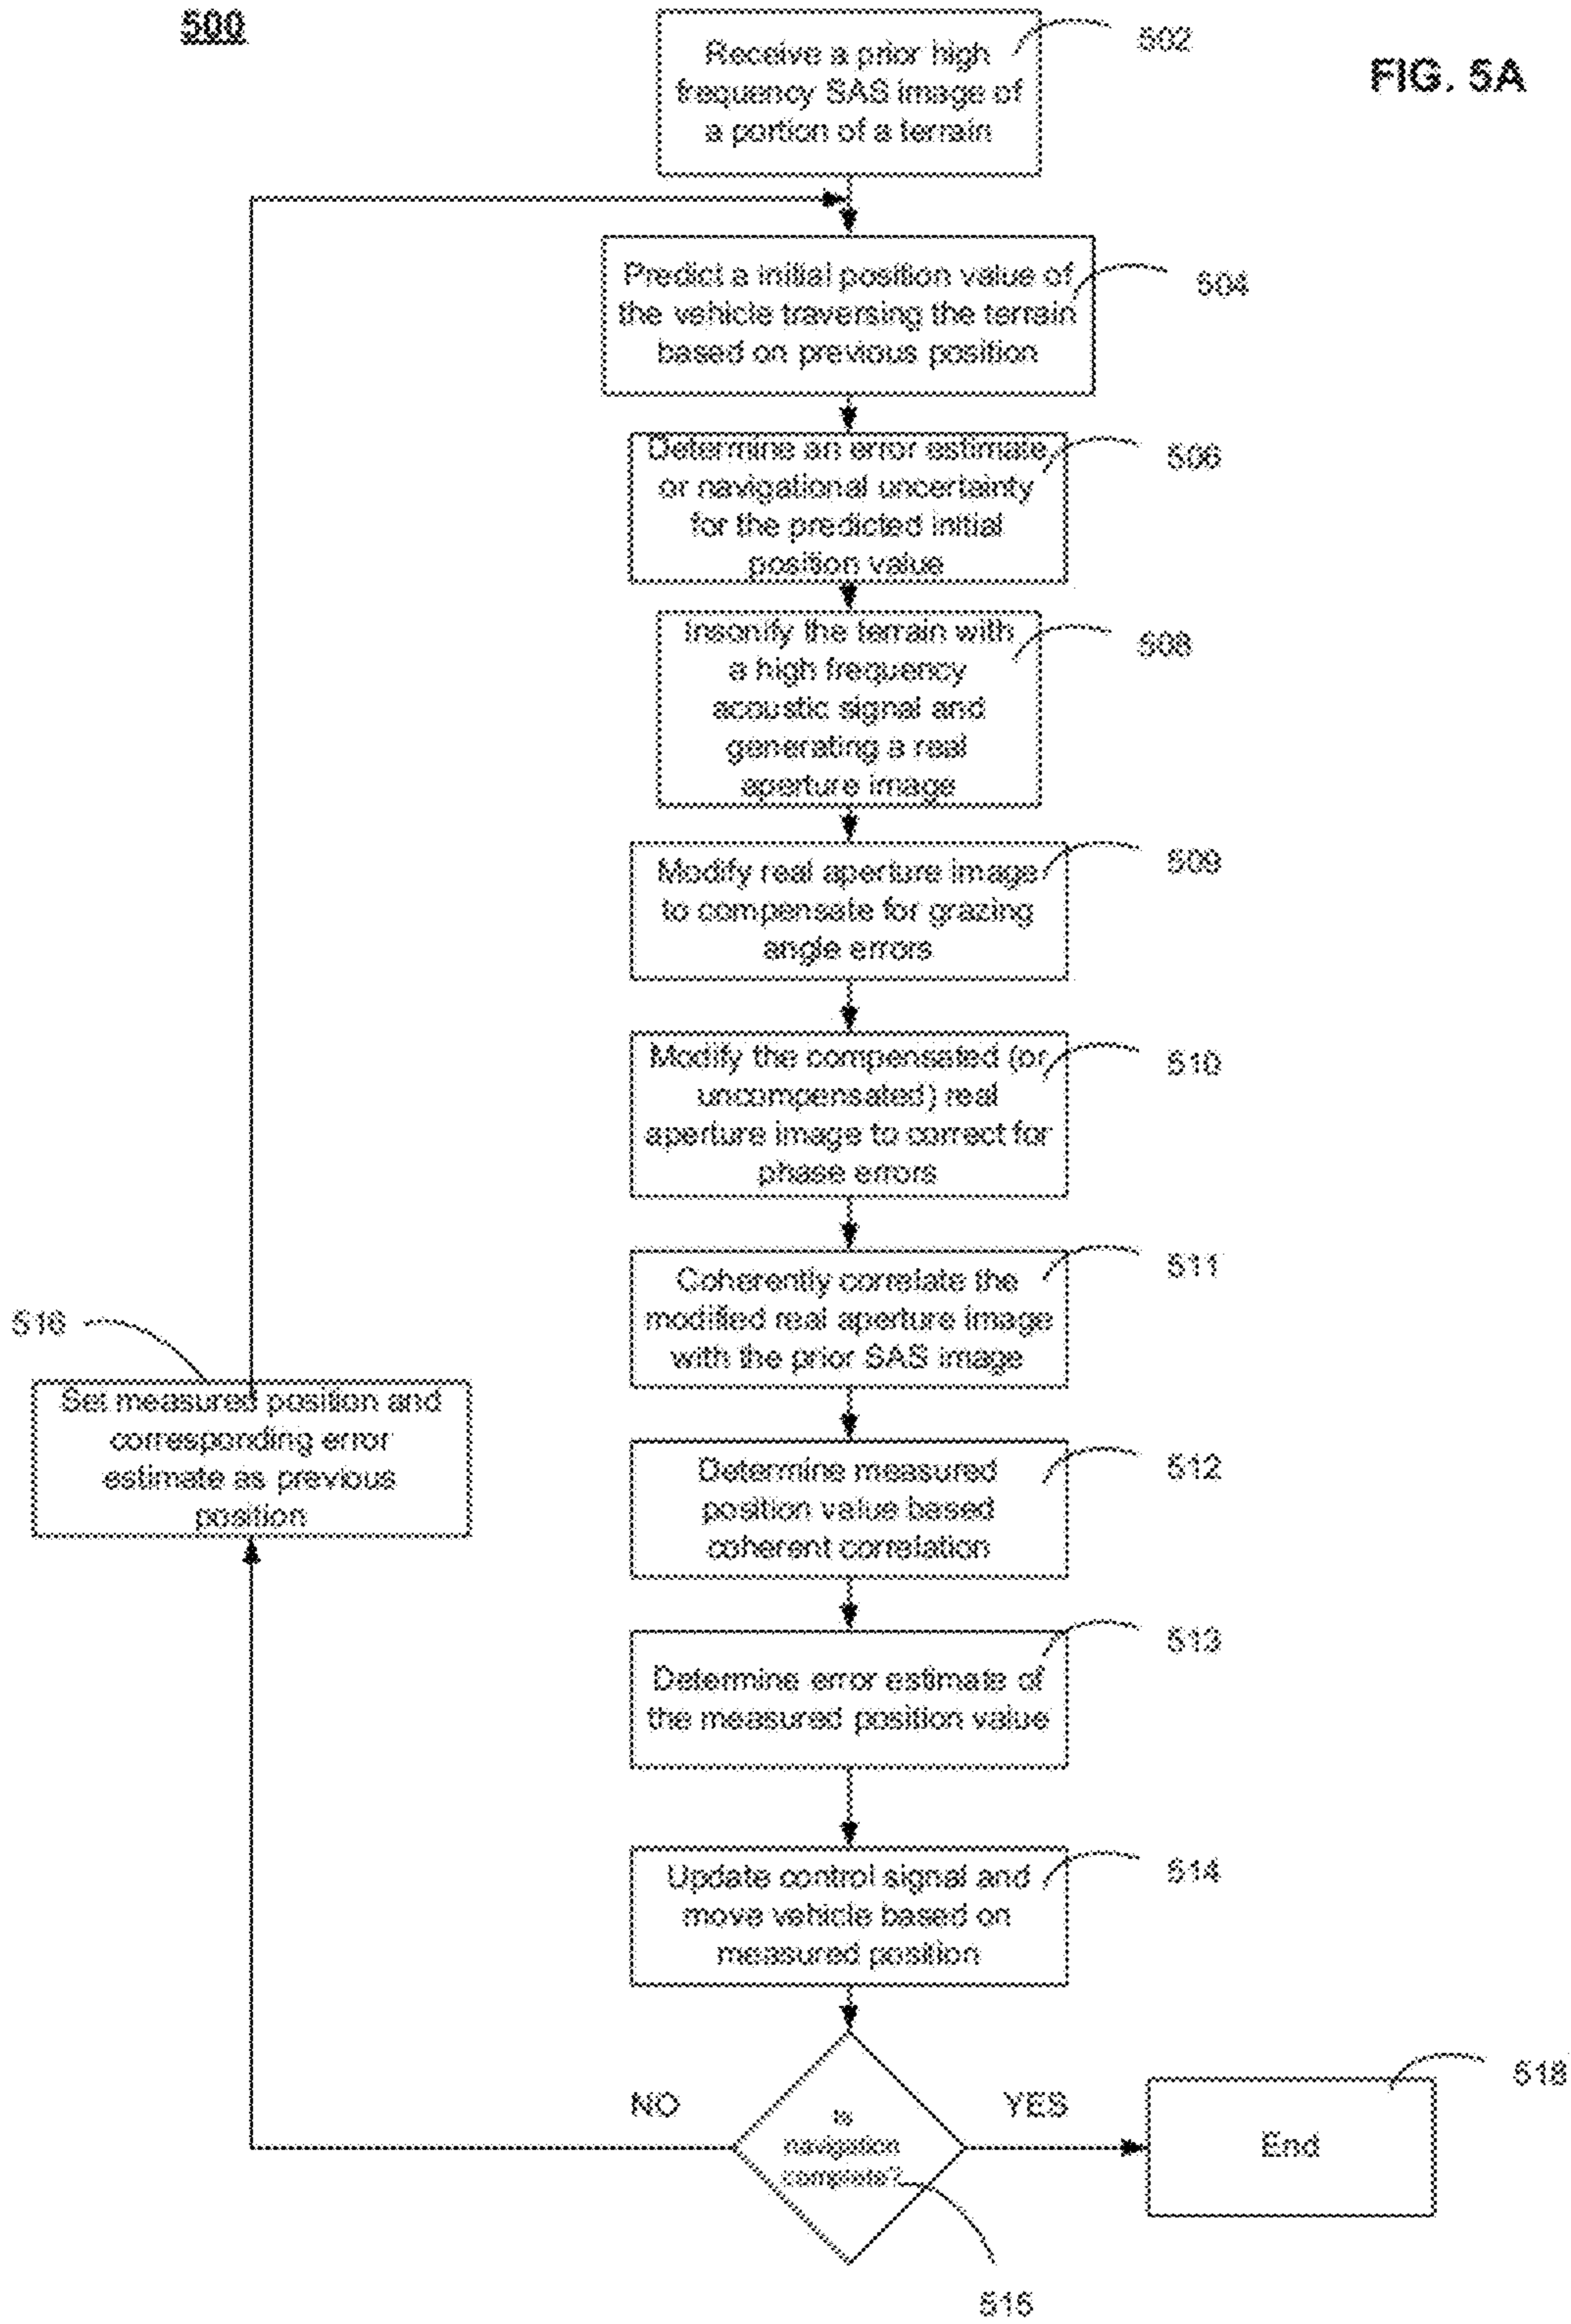 500
FIG. 5A
Receive a prior high
frequency SAS image of
a portion of a terrain
502
Predict a initial position value of
the vehicle traversing the terrain
based on previous position
504
Determine an error estimate
or navigational uncertainty
for the predicted initial
position value
506
Insonify the terrain with
a high frequency
acoustic signal and
generating a real
aperture image
508
Modify real aperture image
to compensate for grazing
angle errors
509
Modify the compensated (or
uncompensated) real
aperture image to correct for
phase errors
510
Coherently correlate the
modified real aperture image
with the prior SAS image
511
516
Set measured position and
corresponding error
estimate as previous
position
Determine measured
position value based
coherent correlation
512
Determine error estimate of
the measured position value
513
Update control signal and
move vehicle based on
measured position
514
NO
Is
navigation
complete?
YES
End
518
515